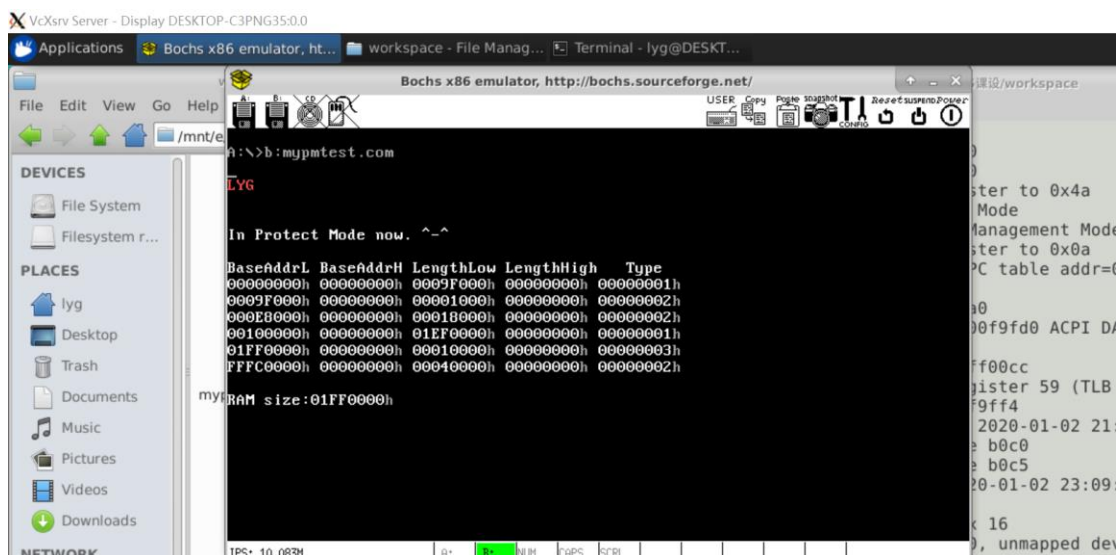 VcXsrv Server - Display DESKTOP-C3PNG35:0.0
Applications Bochs x86 emulator, ht... workspace - File Manag... Terminal - lyg@DESKT...
Bochs x86 emulator, http://bochs.sourceforge.net/
课设/workspace
File Edit View Go Help
A: B: CD
USER Copy Paste snapshot CONFIG Reset SUSPEND Power
/mnt/e
A:\>b:mypmtest.com
DEVICES
LYG
File System
ster to 0x4a
Mode
Filesystem r...
In Protect Mode now. ^-^
Management Mode
ster to 0x0a
PLACES
BaseAddrL BaseAddrH LengthLow LengthHigh Type
PC table addr=
00000000h 00000000h 0009F000h 00000000h 00000001h
lyg
0009F000h 00000000h 00001000h 00000000h 00000002h
000E8000h 00000000h 00018000h 00000000h 00000002h
00f9fd0 ACPI DA
Desktop
00100000h 00000000h 01EF0000h 00000000h 00000001h
01FF0000h 00000000h 00010000h 00000000h 00000003h
Trash
FFFC0000h 00000000h 00040000h 00000000h 00000002h
ff00cc
gister 59 (TLB
Documents
myp
RAM size:01FF0000h
f9ff4
Music
2020-01-02 21:
b0c0
Pictures
b0c5
Videos
20-01-02 23:09:
Downloads
16
, unmapped dev
NETWORK
IPS: 10.083M A: B: NUM CAPS SCRL